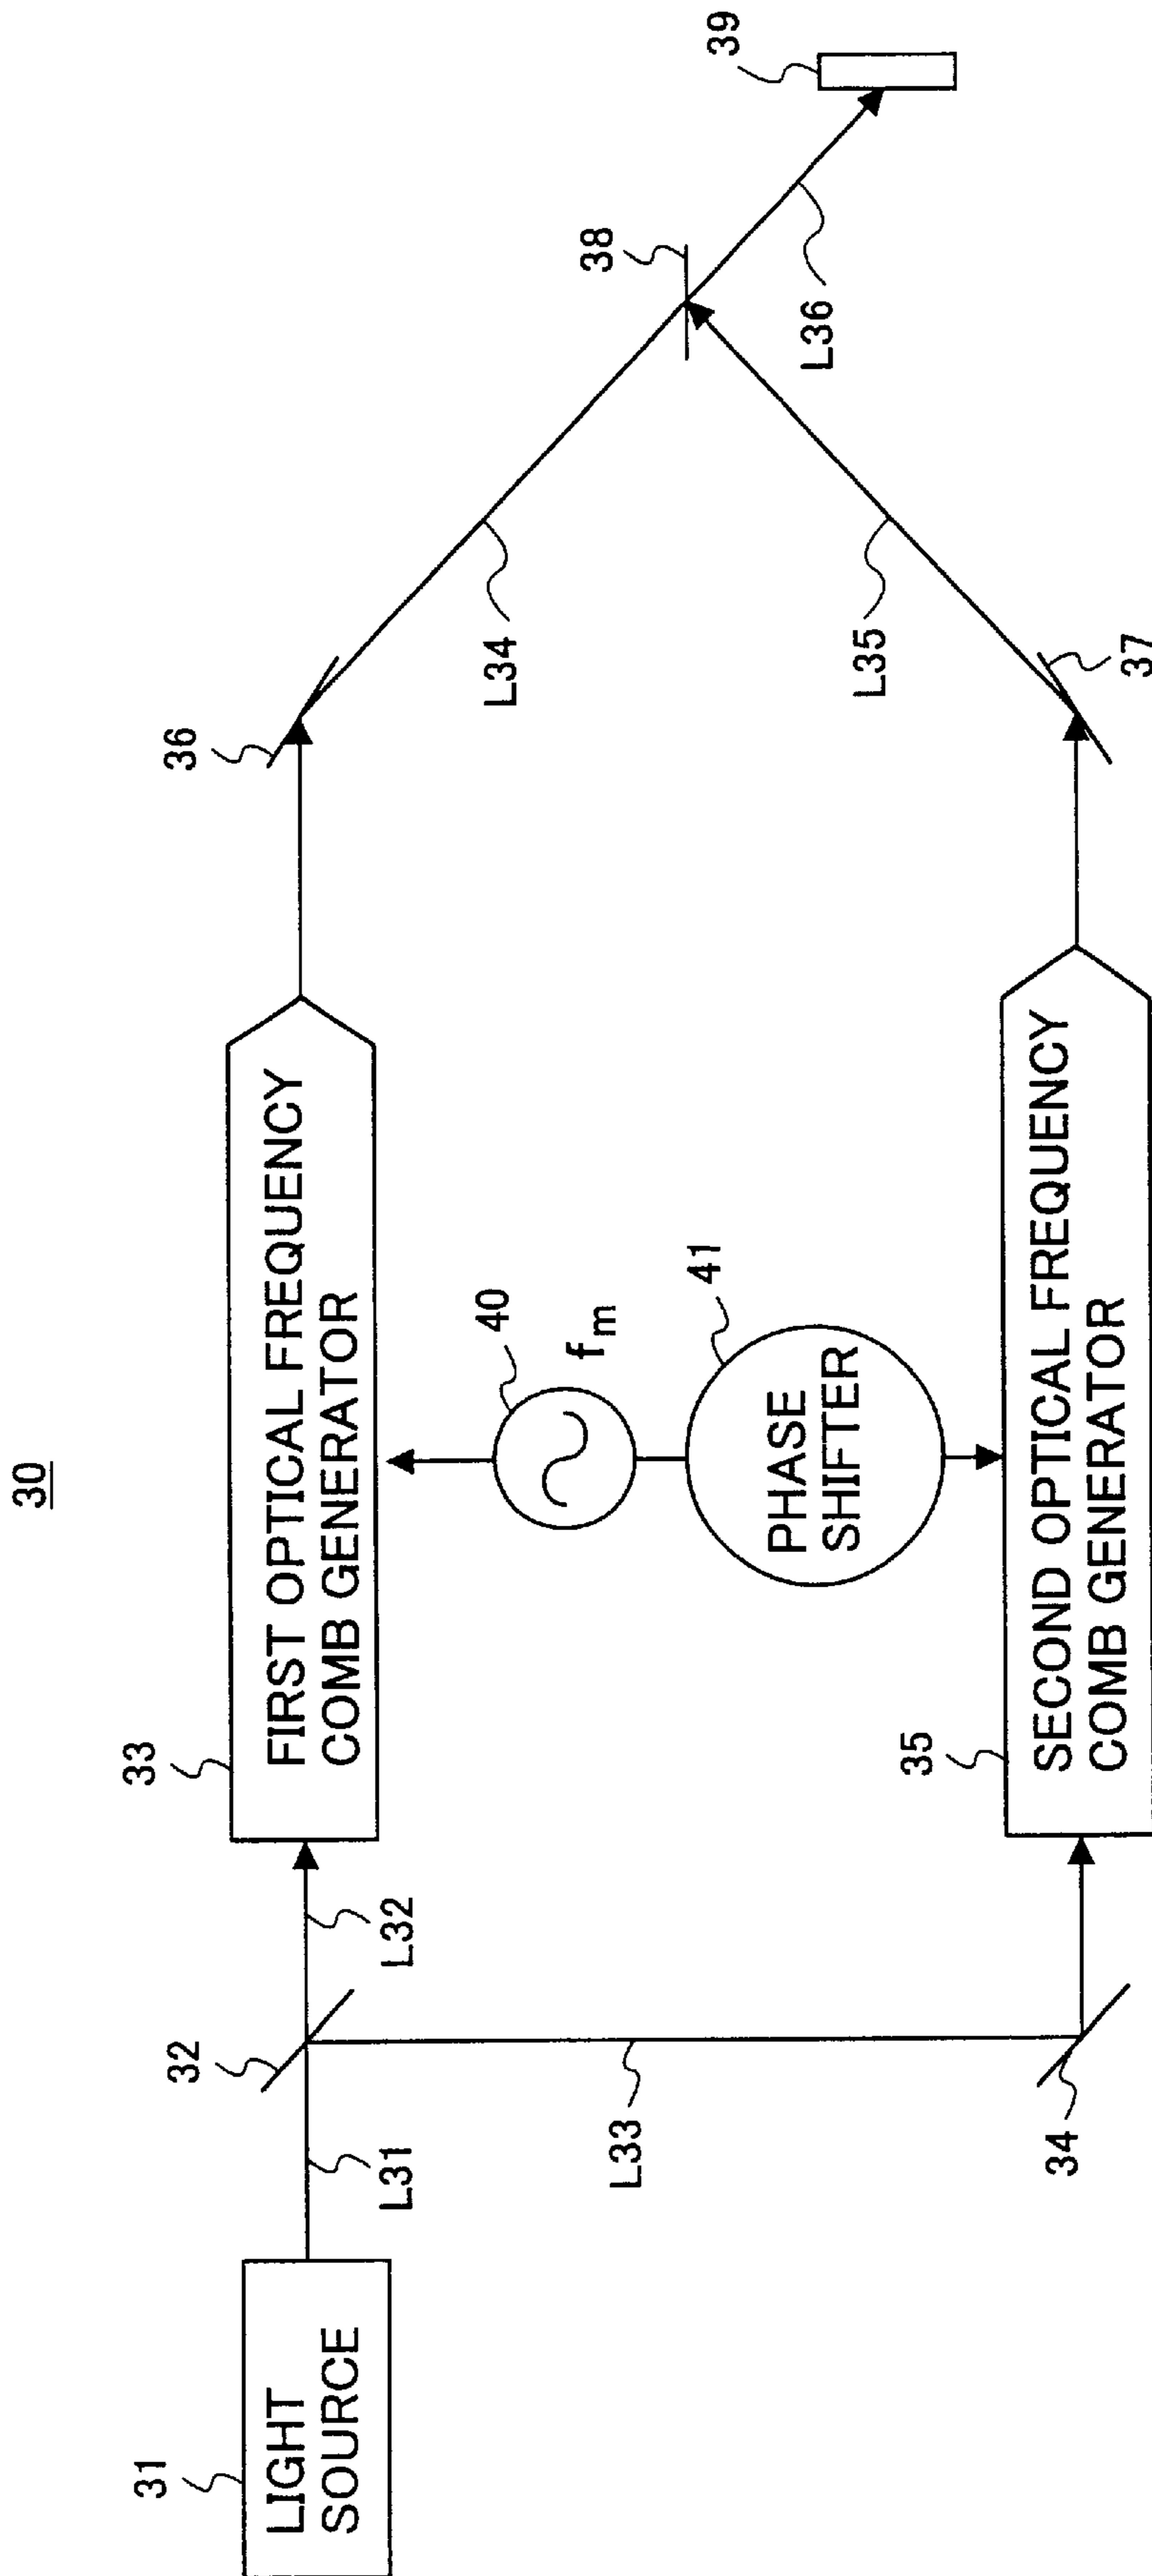 30
31
LIGHT
SOURCE
L31
32
L32
L33
34
33
FIRST OPTICAL FREQUENCY
COMB GENERATOR
40
fm
41
PHASE
SHIFTER
35
SECOND OPTICAL FREQUENCY
COMB GENERATOR
36
L34
L35
37
38
L36
39